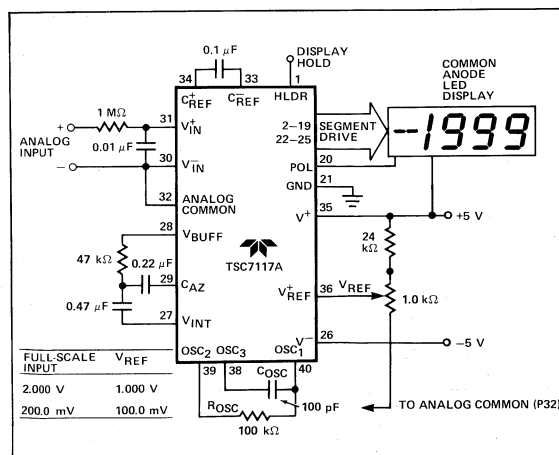 0.1 µF
34 33
C+REF C−REF
DISPLAY
HOLD
1
HLDR
COMMON
ANODE
LED
DISPLAY
-1999
2–19
22–25
SEGMENT
DRIVE
20
POL
21
GND
35
V+
+5 V
24
kΩ
V+REF
36
VREF
1.0 kΩ
V−
26
−5 V
1 MΩ
31
V+IN
+
ANALOG
INPUT
0.01 µF
−
30
V−IN
32
ANALOG
COMMON
28
VBUFF
47 kΩ
0.22 µF
29
CAZ
0.47 µF
27
VINT
TSC7117A
OSC2 OSC3 OSC1
39 38 COSC 40
ROSC
100 kΩ
100 pF
TO ANALOG COMMON (P32)
FULL-SCALE
INPUT VREF
2.000 V 1.000 V
200.0 mV 100.0 mV